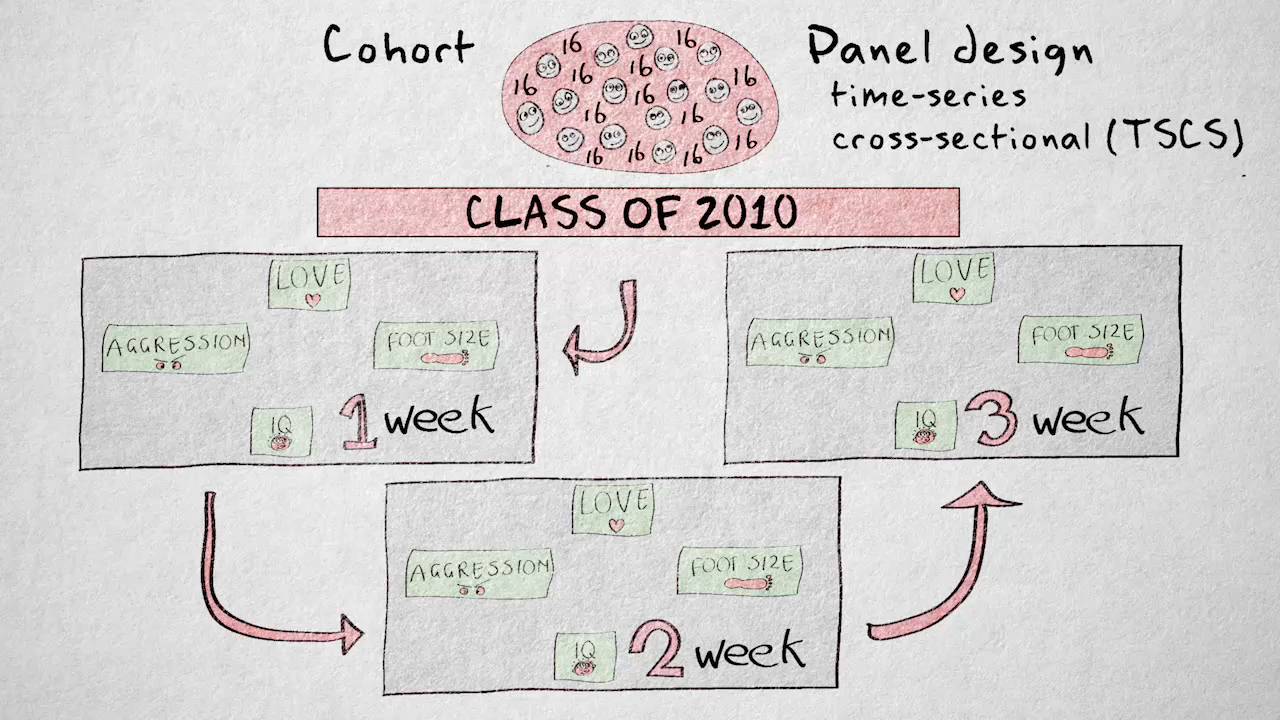 Cohort
16 16
16 16 16 16
16 16 16
16 16 16 16
Panel design
time-series
cross-sectional (TSCS)
CLASS OF 2010
LOVE
AGGRESSION
FOOT SIZE
IQ
1 week
LOVE
AGGRESSION
FOOT SIZE
IQ
3 week
LOVE
AGGRESSION
FOOT SIZE
IQ
2 week